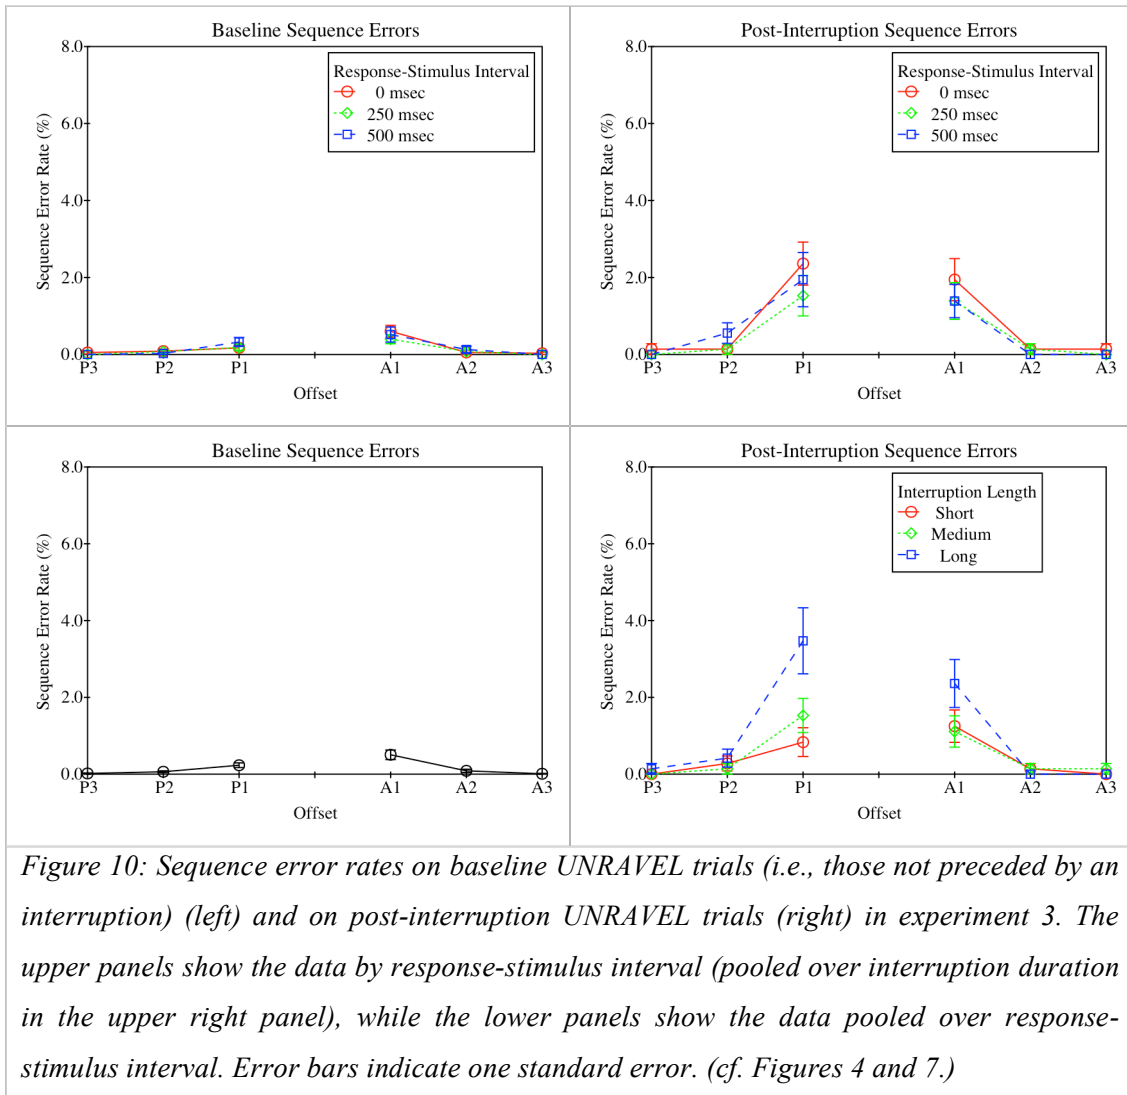 Baseline Sequence Errors
8.0
6.0
4.0
2.0
0.0
Sequence Error Rate (%)
Response-Stimulus Interval
0 msec
250 msec
500 msec
P3 P2 P1 A1 A2 A3
Offset
Post-Interruption Sequence Errors
8.0
6.0
4.0
2.0
0.0
Sequence Error Rate (%)
Response-Stimulus Interval
0 msec
250 msec
500 msec
P3 P2 P1 A1 A2 A3
Offset
Baseline Sequence Errors
8.0
6.0
4.0
2.0
0.0
Sequence Error Rate (%)
P3 P2 P1 A1 A2 A3
Offset
Post-Interruption Sequence Errors
8.0
6.0
4.0
2.0
0.0
Sequence Error Rate (%)
Interruption Length
Short
Medium
Long
P3 P2 P1 A1 A2 A3
Offset
Figure 10: Sequence error rates on baseline UNRAVEL trials (i.e., those not preceded by an
interruption) (left) and on post-interruption UNRAVEL trials (right) in experiment 3. The
upper panels show the data by response-stimulus interval (pooled over interruption duration
in the upper right panel), while the lower panels show the data pooled over response-
stimulus interval. Error bars indicate one standard error. (cf. Figures 4 and 7.)